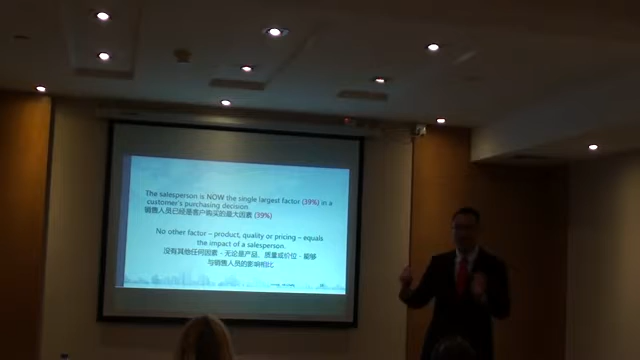 The salesperson is NOW the single largest factor (39%) in a
customer's purchasing decision
销售人员已经是客户购买的最大因素 (39%)
No other factor – product, quality or pricing – equals
the impact of a salesperson.
没有其他任何因素 - 无论是产品、质量或价位 - 能够
与销售人员的影响相比